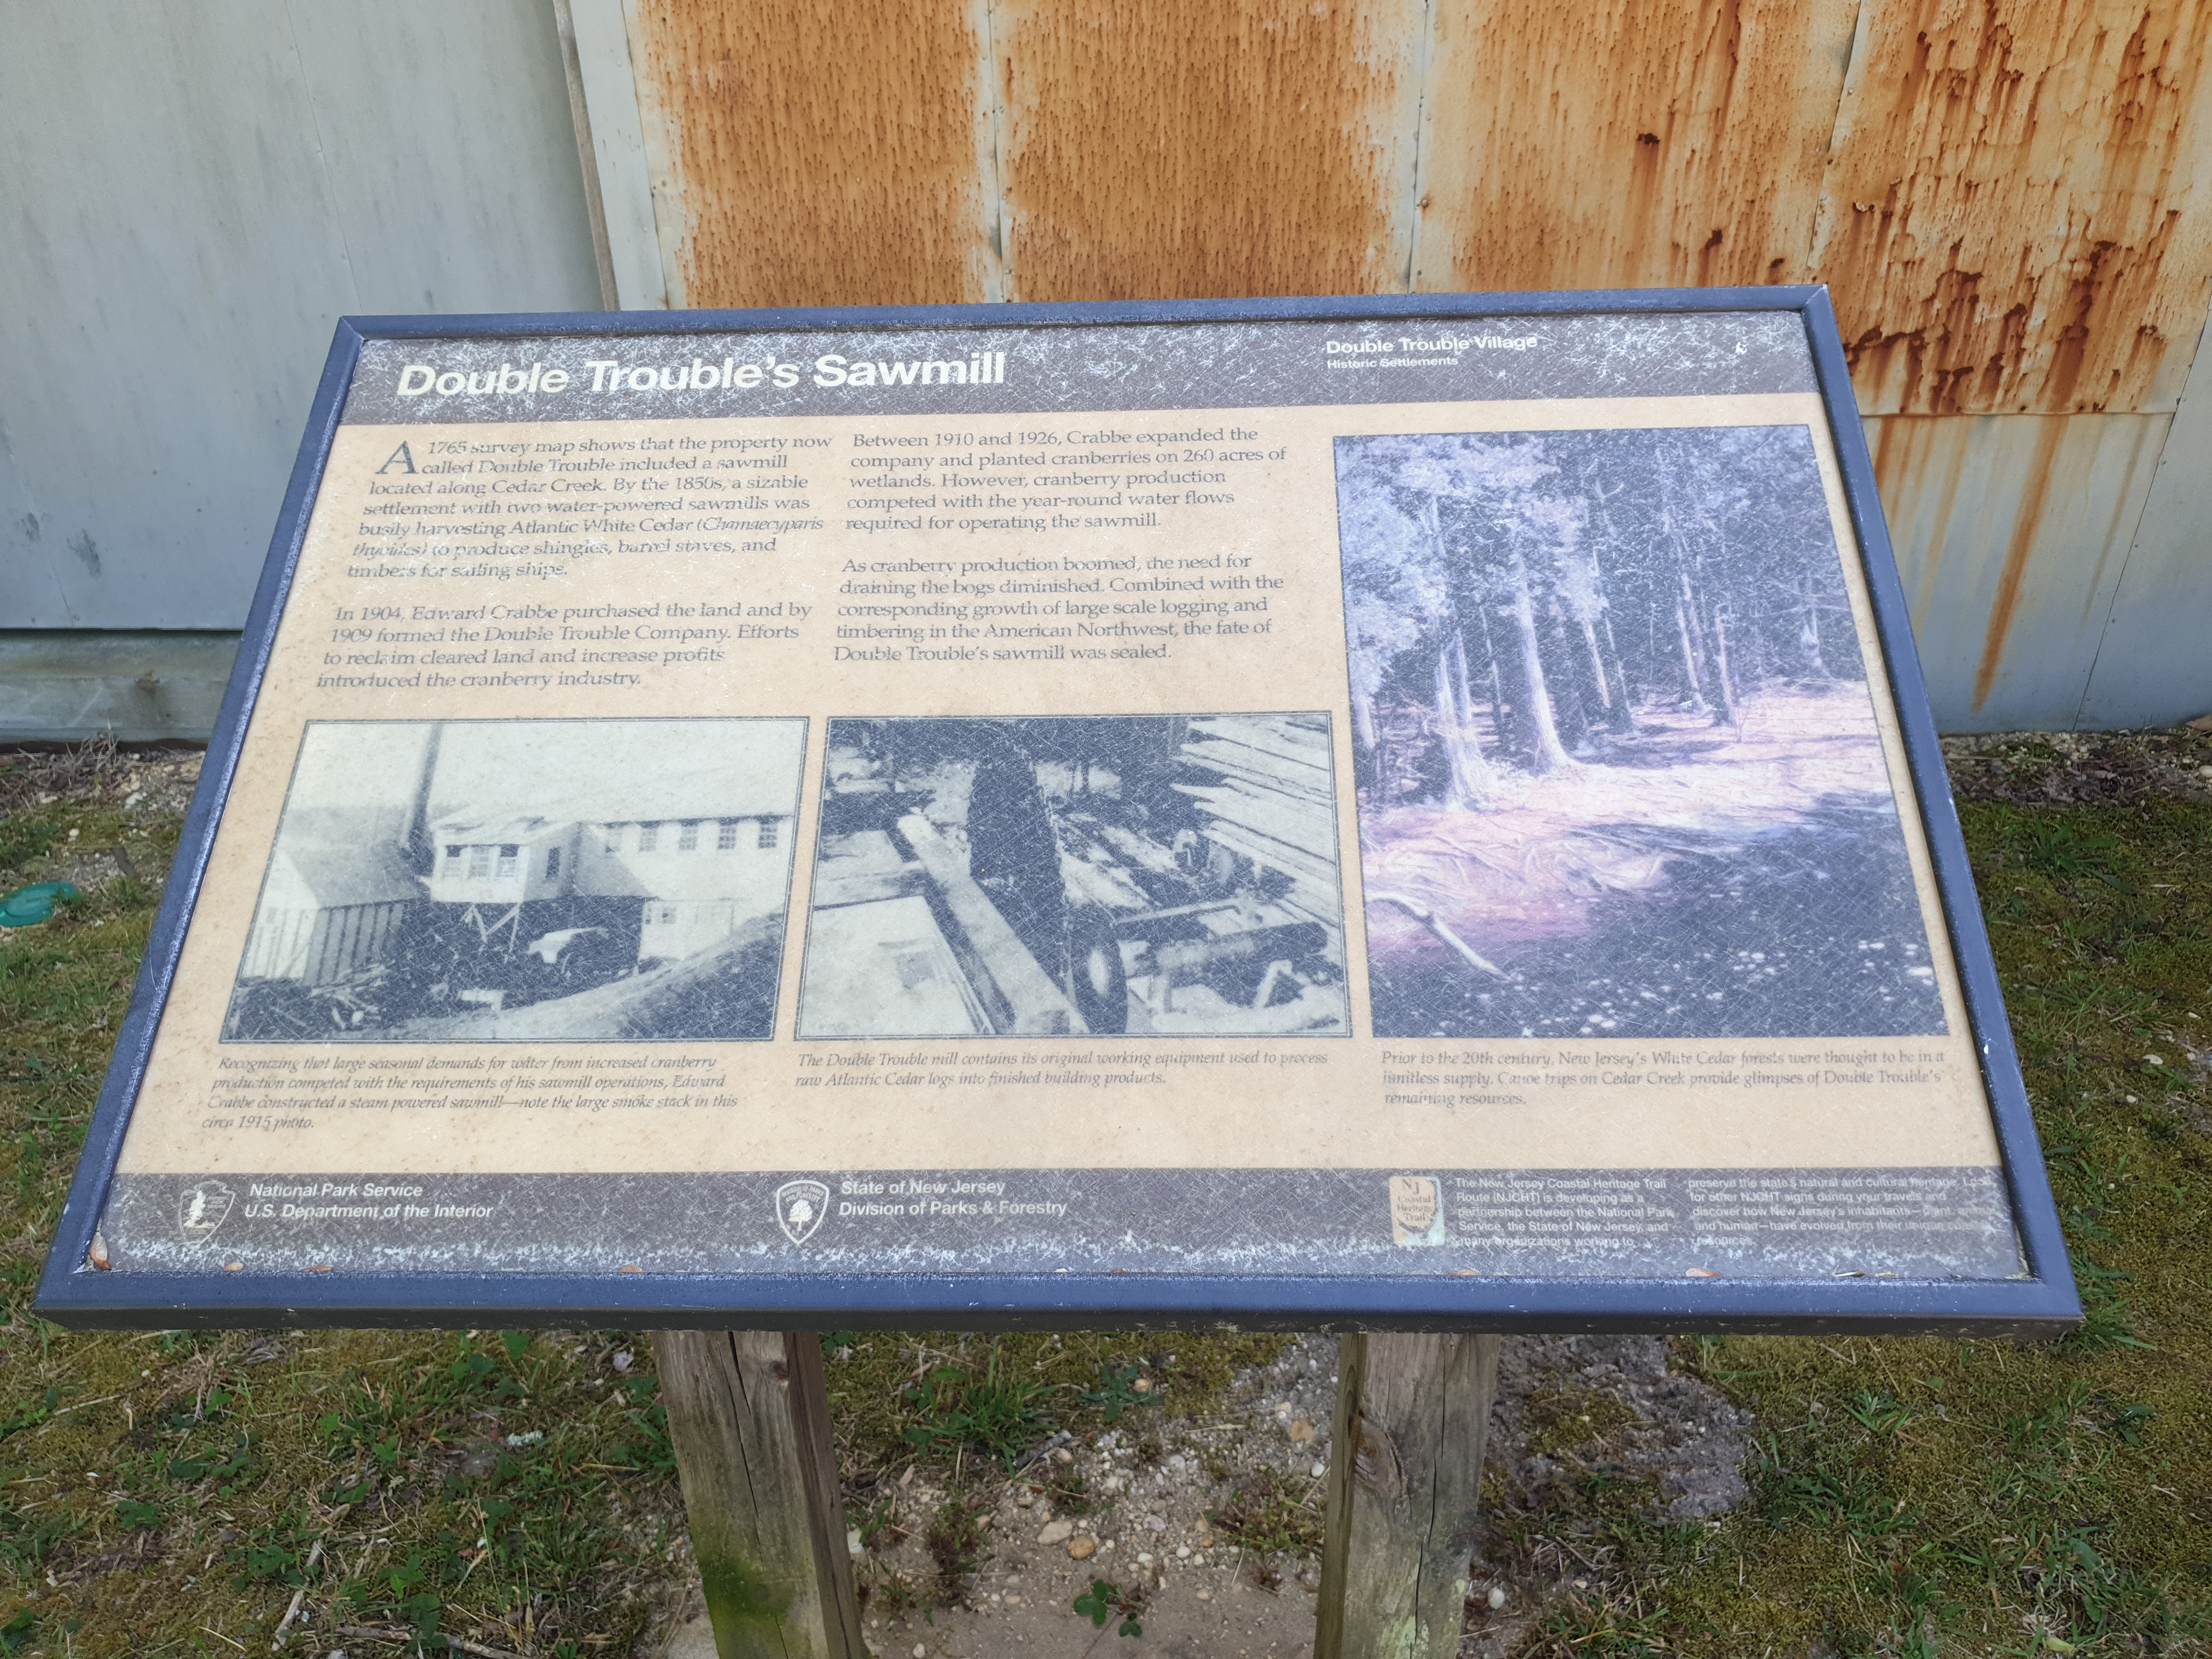 Double Trouble's Sawmill
Double Trouble Village
Historic Settlements
A 1765 survey map shows that the property now
called Double Trouble included a sawmill
located along Cedar Creek. By the 1850s, a sizable
settlement with two water-powered sawmills was
busily harvesting Atlantic White Cedar (Chamaecyparis
thyoides) to produce shingles, barrel staves, and
timbers for sailing ships.
In 1904, Edward Crabbe purchased the land and by
1909 formed the Double Trouble Company. Efforts
to reclaim cleared land and increase profits
introduced the cranberry industry.
Between 1910 and 1926, Crabbe expanded the
company and planted cranberries on 260 acres of
wetlands. However, cranberry production
competed with the year-round water flows
required for operating the sawmill.
As cranberry production boomed, the need for
draining the bogs diminished. Combined with the
corresponding growth of large scale logging and
timbering in the American Northwest, the fate of
Double Trouble's sawmill was sealed.
Recognizing that large seasonal demands for water from increased cranberry
production competed with the requirements of his sawmill operations, Edward
Crabbe constructed a steam powered sawmill—note the large smoke stack in this
circa 1915 photo.
The Double Trouble mill contains its original working equipment used to process
raw Atlantic Cedar logs into finished building products.
Prior to the 20th century, New Jersey's White Cedar forests were thought to be in a
limitless supply. Canoe trips on Cedar Creek provide glimpses of Double Trouble's
remaining resources.
National Park Service
U.S. Department of the Interior
State of New Jersey
Division of Parks & Forestry
NJ
Coastal
Heritage
Trail
The New Jersey Coastal Heritage Trail
Route (NJCHT) is developing as a
partnership between the National Park
Service, the State of New Jersey, and
many organizations working to
preserve the state's natural and cultural heritage. Look
for other NJCHT signs during your travels and
discover how New Jersey's inhabitants—plant, animal
and human—have evolved from their unique coastal
resources.